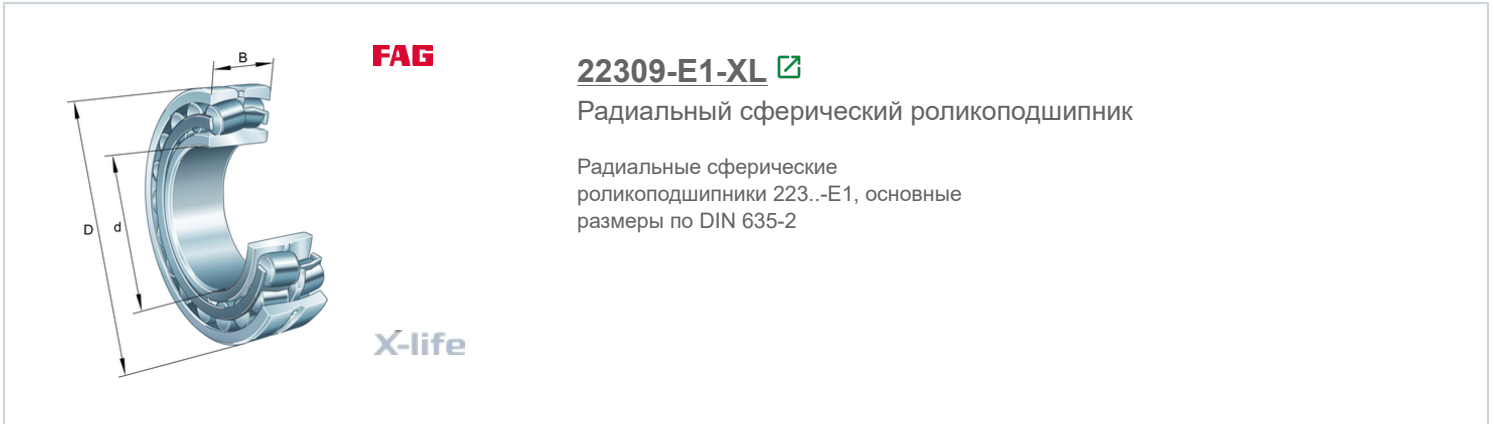 B
FAG
22309-E1-XL
Радиальный сферический роликоподшипник
Радиальные сферические
роликоподшипники 223..-E1, основные
размеры по DIN 635-2
D
d
X-life